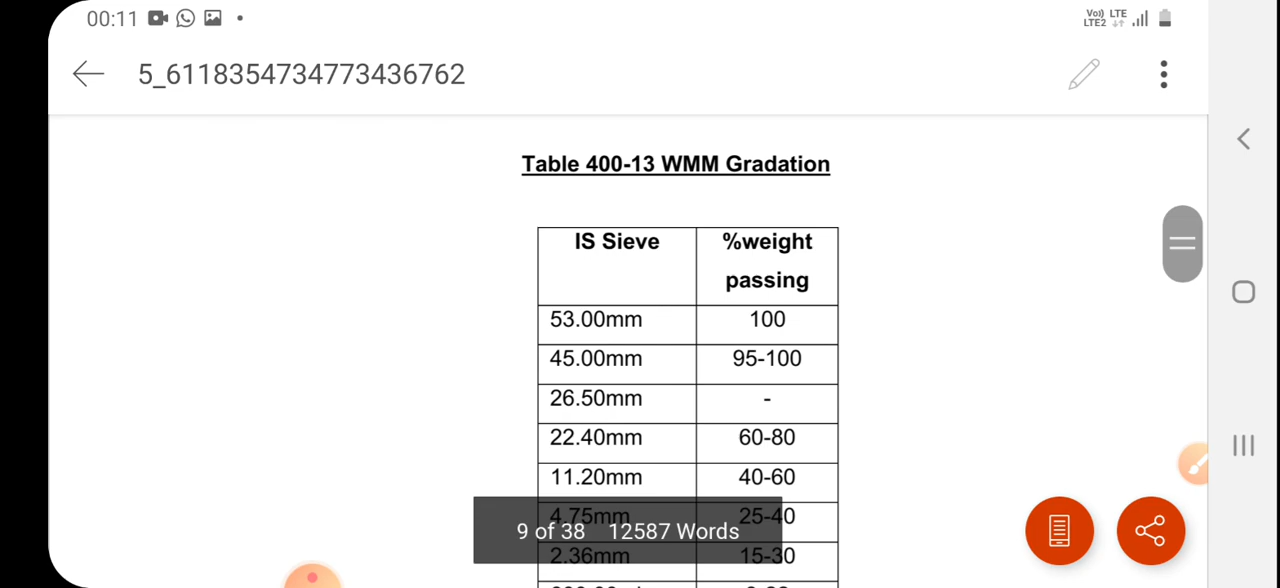 00:11
Vo)) LTE
LTE2
5_6118354734773436762
Table 400-13 WMM Gradation
IS Sieve %weight
passing
53.00mm 100
45.00mm 95-100
26.50mm -
22.40mm 60-80
11.20mm 40-60
4.75mm 25-40
9 of 38 12587 Words
2.36mm 15-30